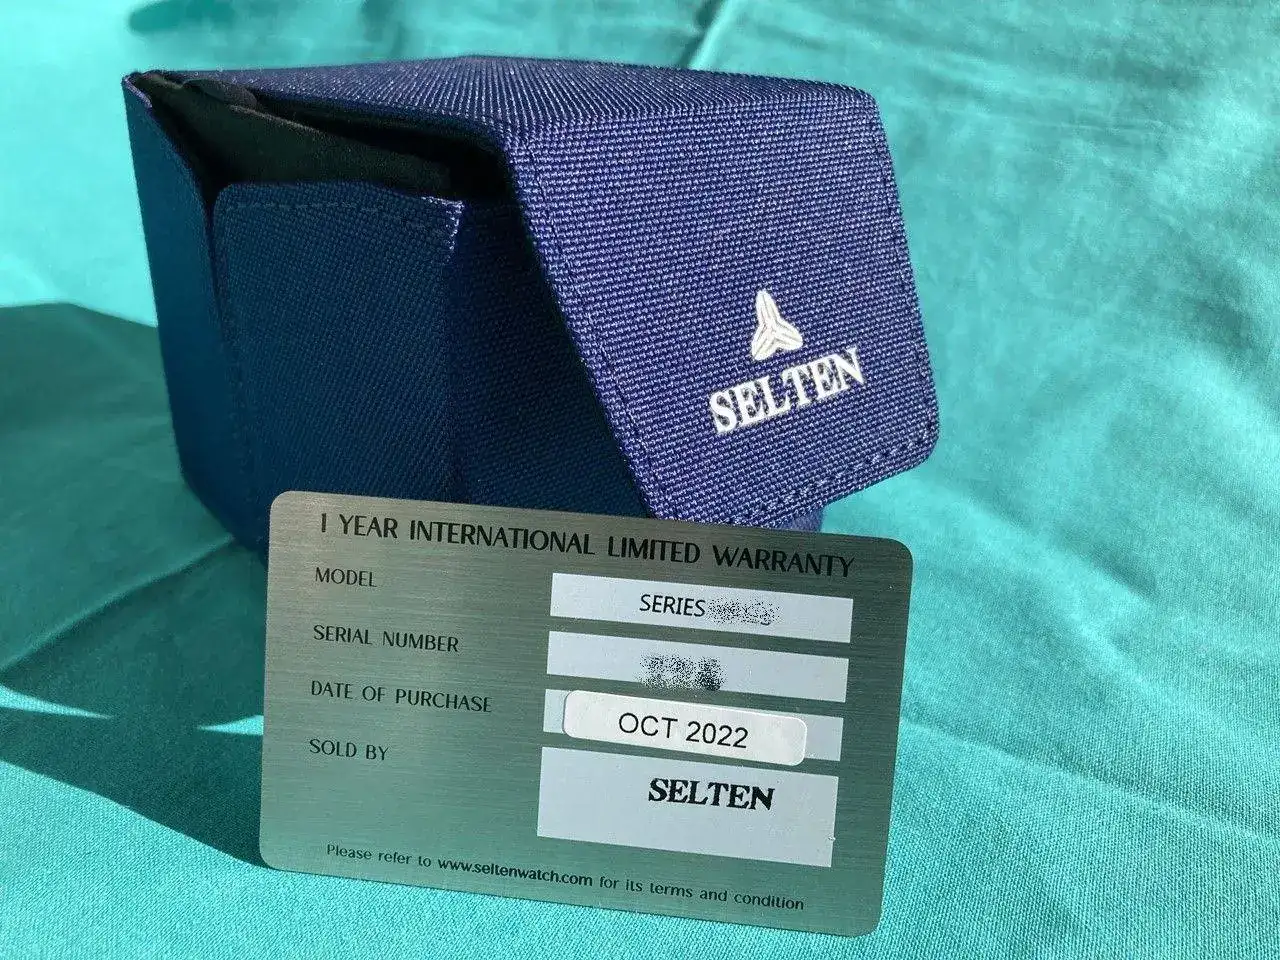 SELTEN
1 YEAR INTERNATIONAL LIMITED WARRANTY
MODEL SERIES
SERIAL NUMBER
DATE OF PURCHASE OCT 2022
SOLD BY SELTEN
Please refer to www.seltenwatch.com for its terms and condition